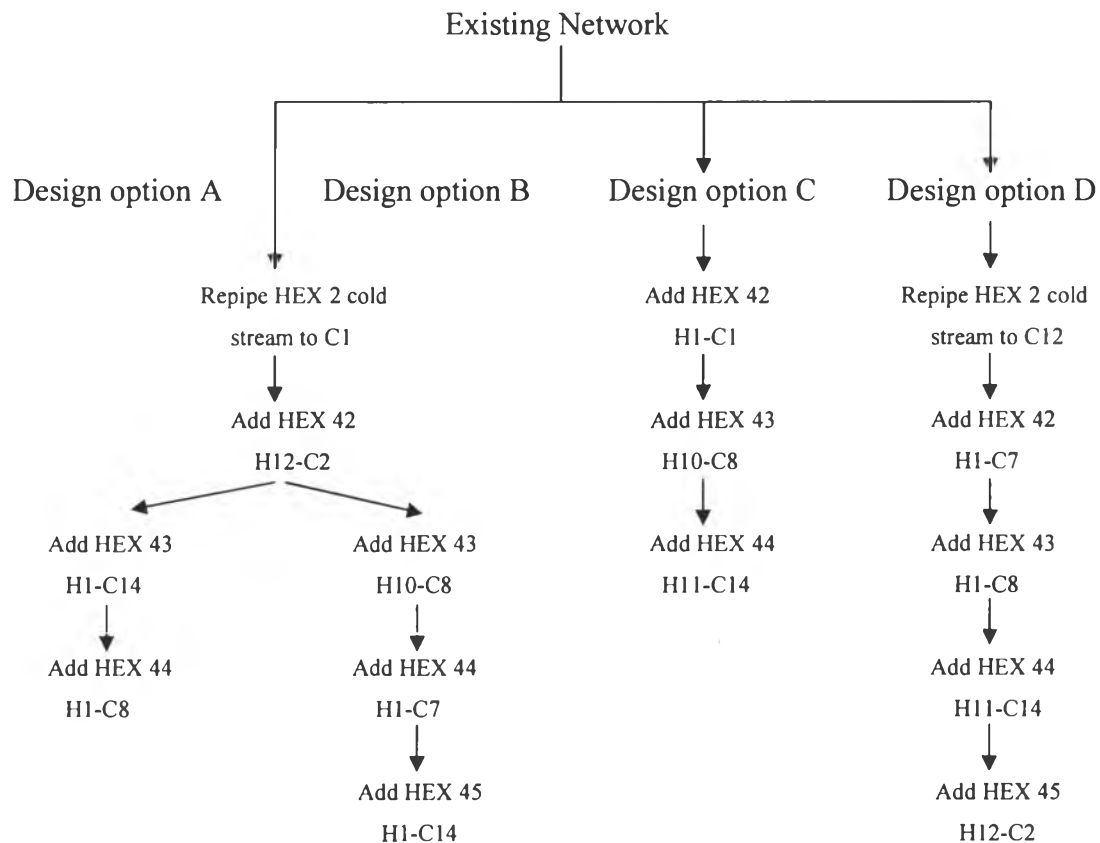 Existing Network
Design option A
Design option B
Design option C
Design option D
Repipe HEX 2 cold
stream to C1
Add HEX 42
H12-C2
Add HEX 43
H1-C14
Add HEX 44
H1-C8
Add HEX 43
H10-C8
Add HEX 44
H1-C7
Add HEX 45
H1-C14
Add HEX 42
H1-C1
Add HEX 43
H10-C8
Add HEX 44
H11-C14
Repipe HEX 2 cold
stream to C12
Add HEX 42
H1-C7
Add HEX 43
H1-C8
Add HEX 44
H11-C14
Add HEX 45
H12-C2